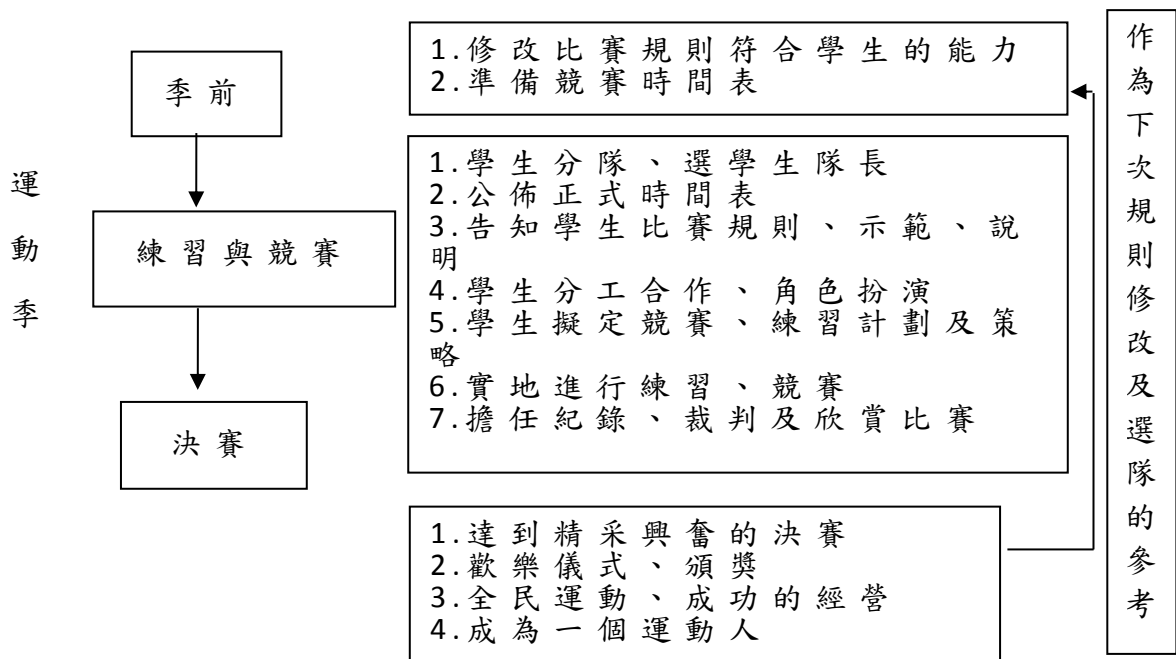 運動季
季前
練習與競賽
決賽
1.修改比賽規則符合學生的能力
2.準備競賽時間表
1.學生分隊、選學生隊長
2.公佈正式時間表
3.告知學生比賽規則、示範、說
明
4.學生分工合作、角色扮演
5.學生擬定競賽、練習計劃及策
略
6.實地進行練習、競賽
7.擔任紀錄、裁判及欣賞比賽
1.達到精采興奮的決賽
2.歡樂儀式、頒獎
3.全民運動、成功的經營
4.成為一個運動人
作為下次規則修改及選隊的參考